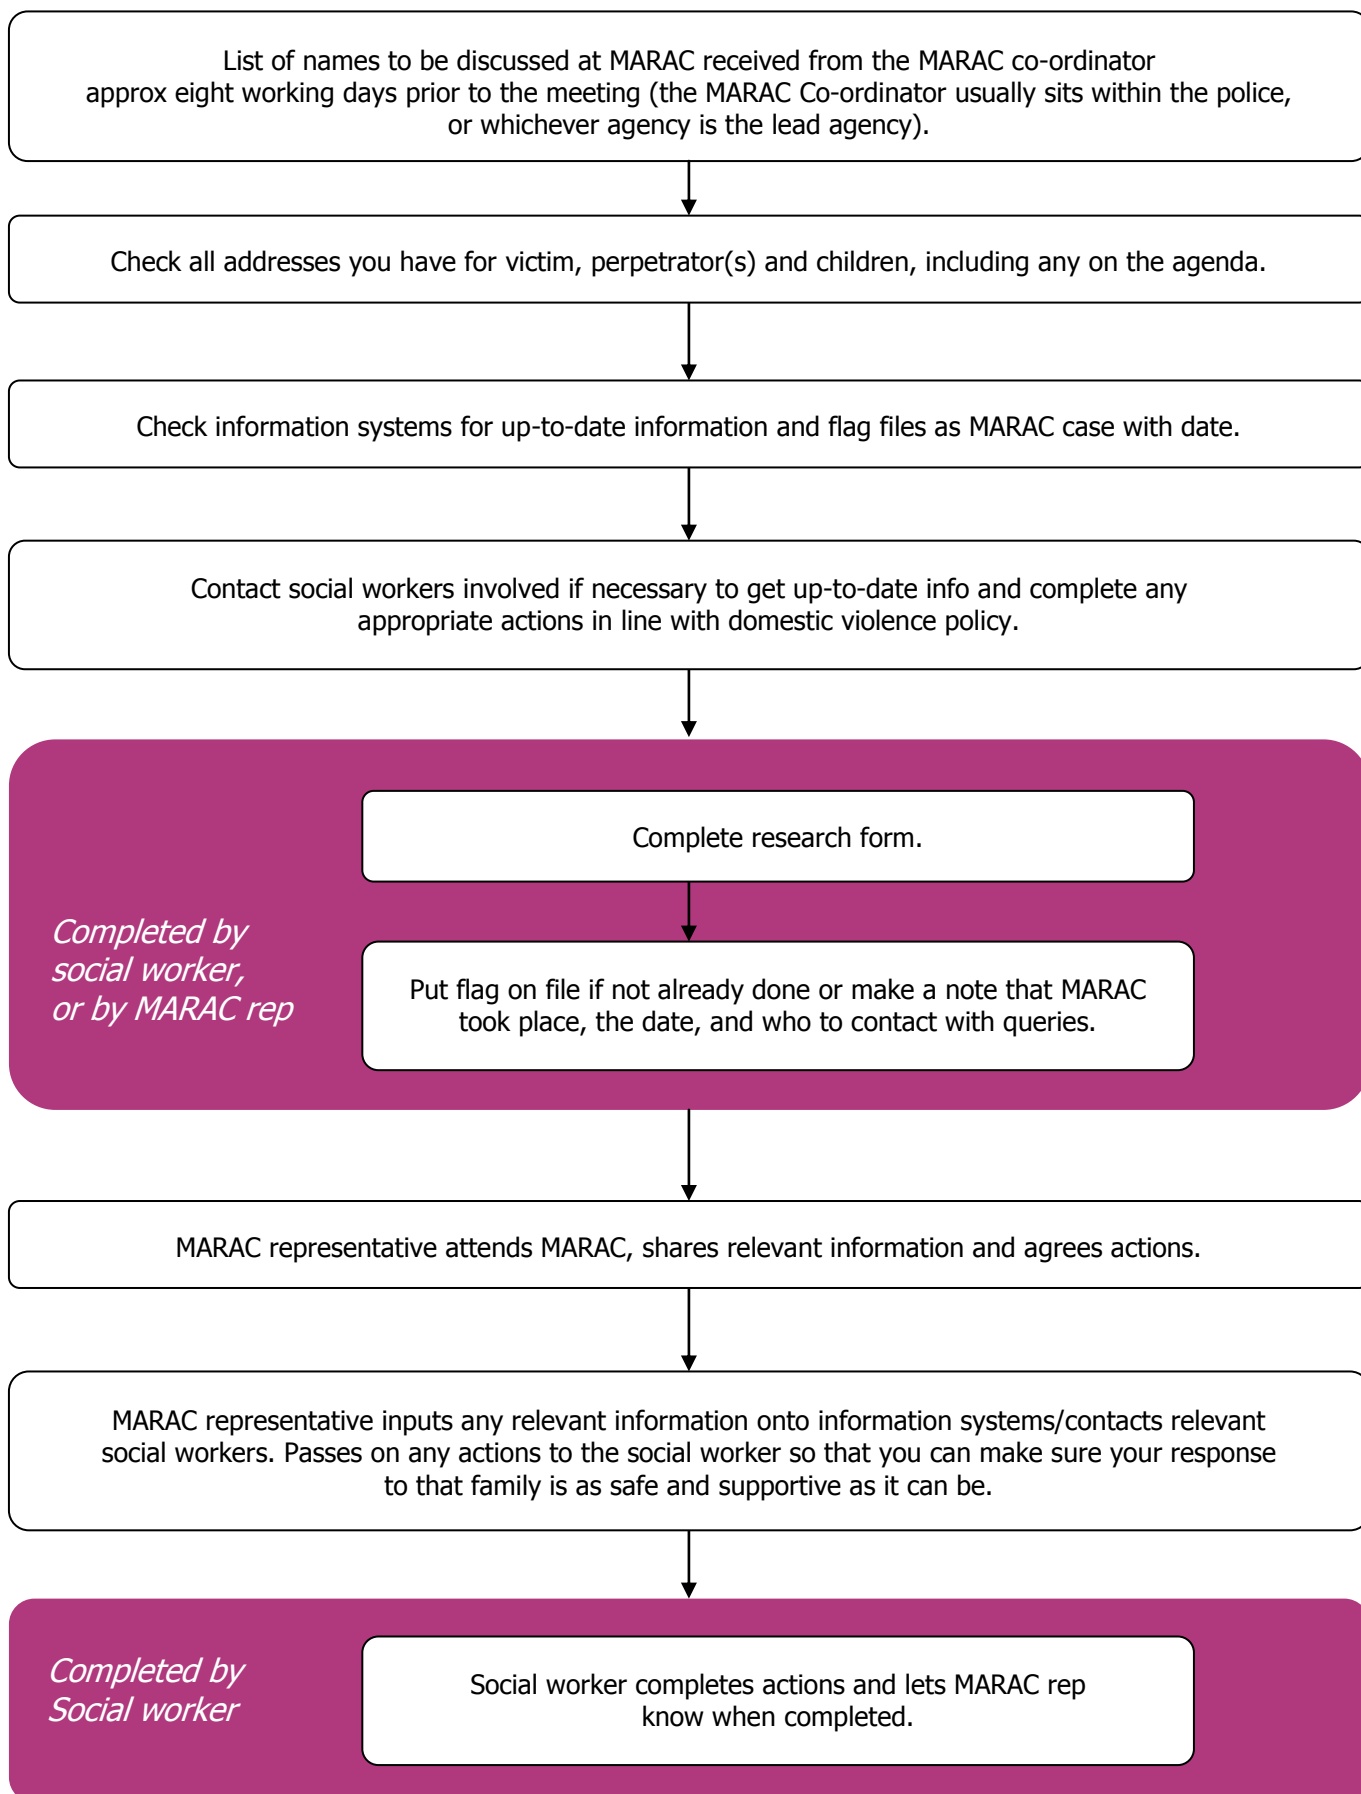 List of names to be discussed at MARAC received from the MARAC co-ordinator
approx eight working days prior to the meeting (the MARAC Co-ordinator usually sits within the police,
or whichever agency is the lead agency).
Check all addresses you have for victim, perpetrator(s) and children, including any on the agenda.
Check information systems for up-to-date information and flag files as MARAC case with date.
Contact social workers involved if necessary to get up-to-date info and complete any
appropriate actions in line with domestic violence policy.
Complete research form.
Completed by
social worker,
or by MARAC rep
Put flag on file if not already done or make a note that MARAC
took place, the date, and who to contact with queries.
MARAC representative attends MARAC, shares relevant information and agrees actions.
MARAC representative inputs any relevant information onto information systems/contacts relevant
social workers. Passes on any actions to the social worker so that you can make sure your response
to that family is as safe and supportive as it can be.
Completed by
Social worker
Social worker completes actions and lets MARAC rep
know when completed.